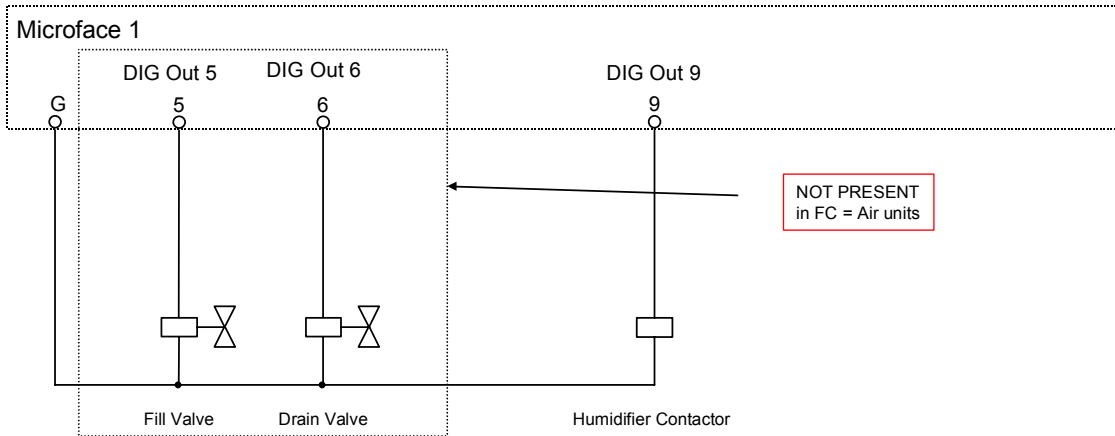 Microface 1
DIG Out 5
DIG Out 6
DIG Out 9
G
5
6
9
NOT PRESENT
in FC = Air units
Fill Valve
Drain Valve
Humidifier Contactor